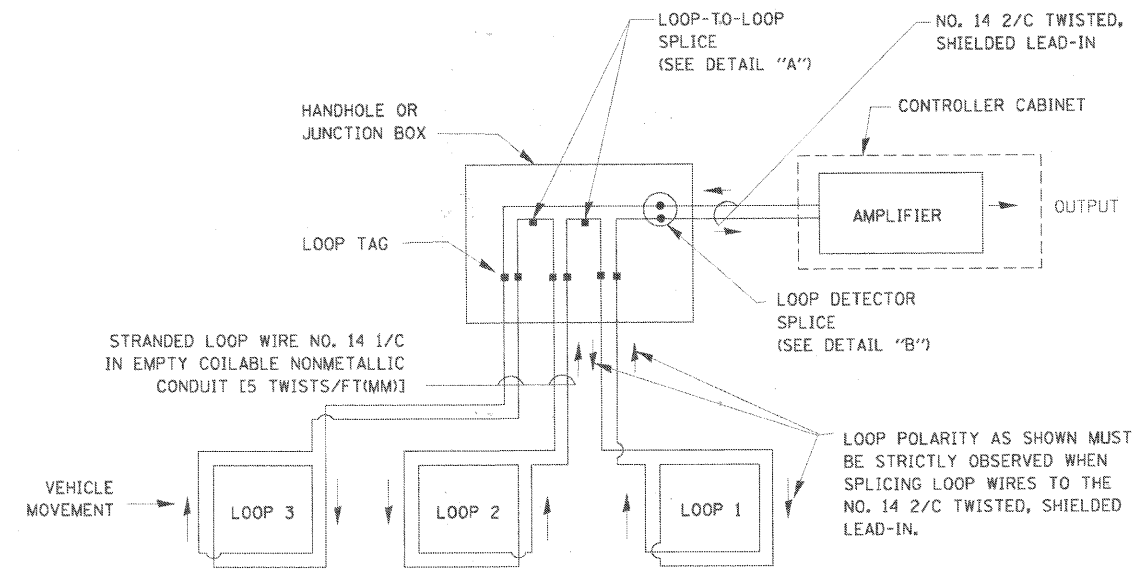 LOOP-TO-LOOP
SPLICE
(SEE DETAIL "A")
NO. 14 2/C TWISTED,
SHIELDED LEAD-IN
HANDHOLE OR
JUNCTION BOX
CONTROLLER CABINET
AMPLIFIER
OUTPUT
LOOP TAG
LOOP DETECTOR
SPLICE
(SEE DETAIL "B")
STRANDED LOOP WIRE NO. 14 1/C
IN EMPTY COILABLE NONMETALLIC
CONDUIT [5 TWISTS/FT(MM)]
LOOP POLARITY AS SHOWN MUST
BE STRICTLY OBSERVED WHEN
SPLICING LOOP WIRES TO THE
NO. 14 2/C TWISTED, SHIELDED
LEAD-IN.
VEHICLE
MOVEMENT
LOOP 3
LOOP 2
LOOP 1